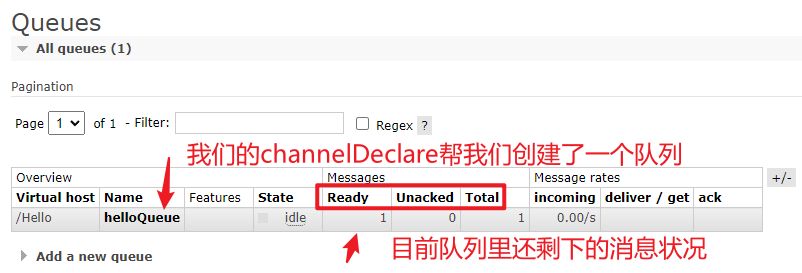 Queues
All queues (1)
Pagination
Page 1 of 1 - Filter: Regex ?
我们的channelDeclare帮我们创建了一个队列
Overview Messages Message rates +/-
Virtual host Name Features State Ready Unacked Total incoming deliver / get ack
/Hello helloQueue idle 1 0 1 0.00/s
目前队列里还剩下的消息状况
Add a new queue